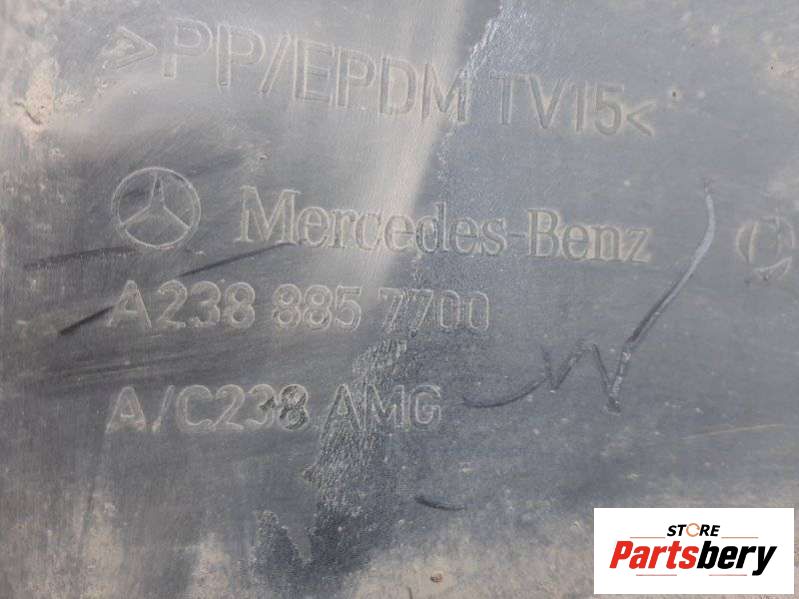 >PP/EPDM TV15<
Mercedes-Benz
A238 885 7700
A/C238 AMG
STORE
Partsbery